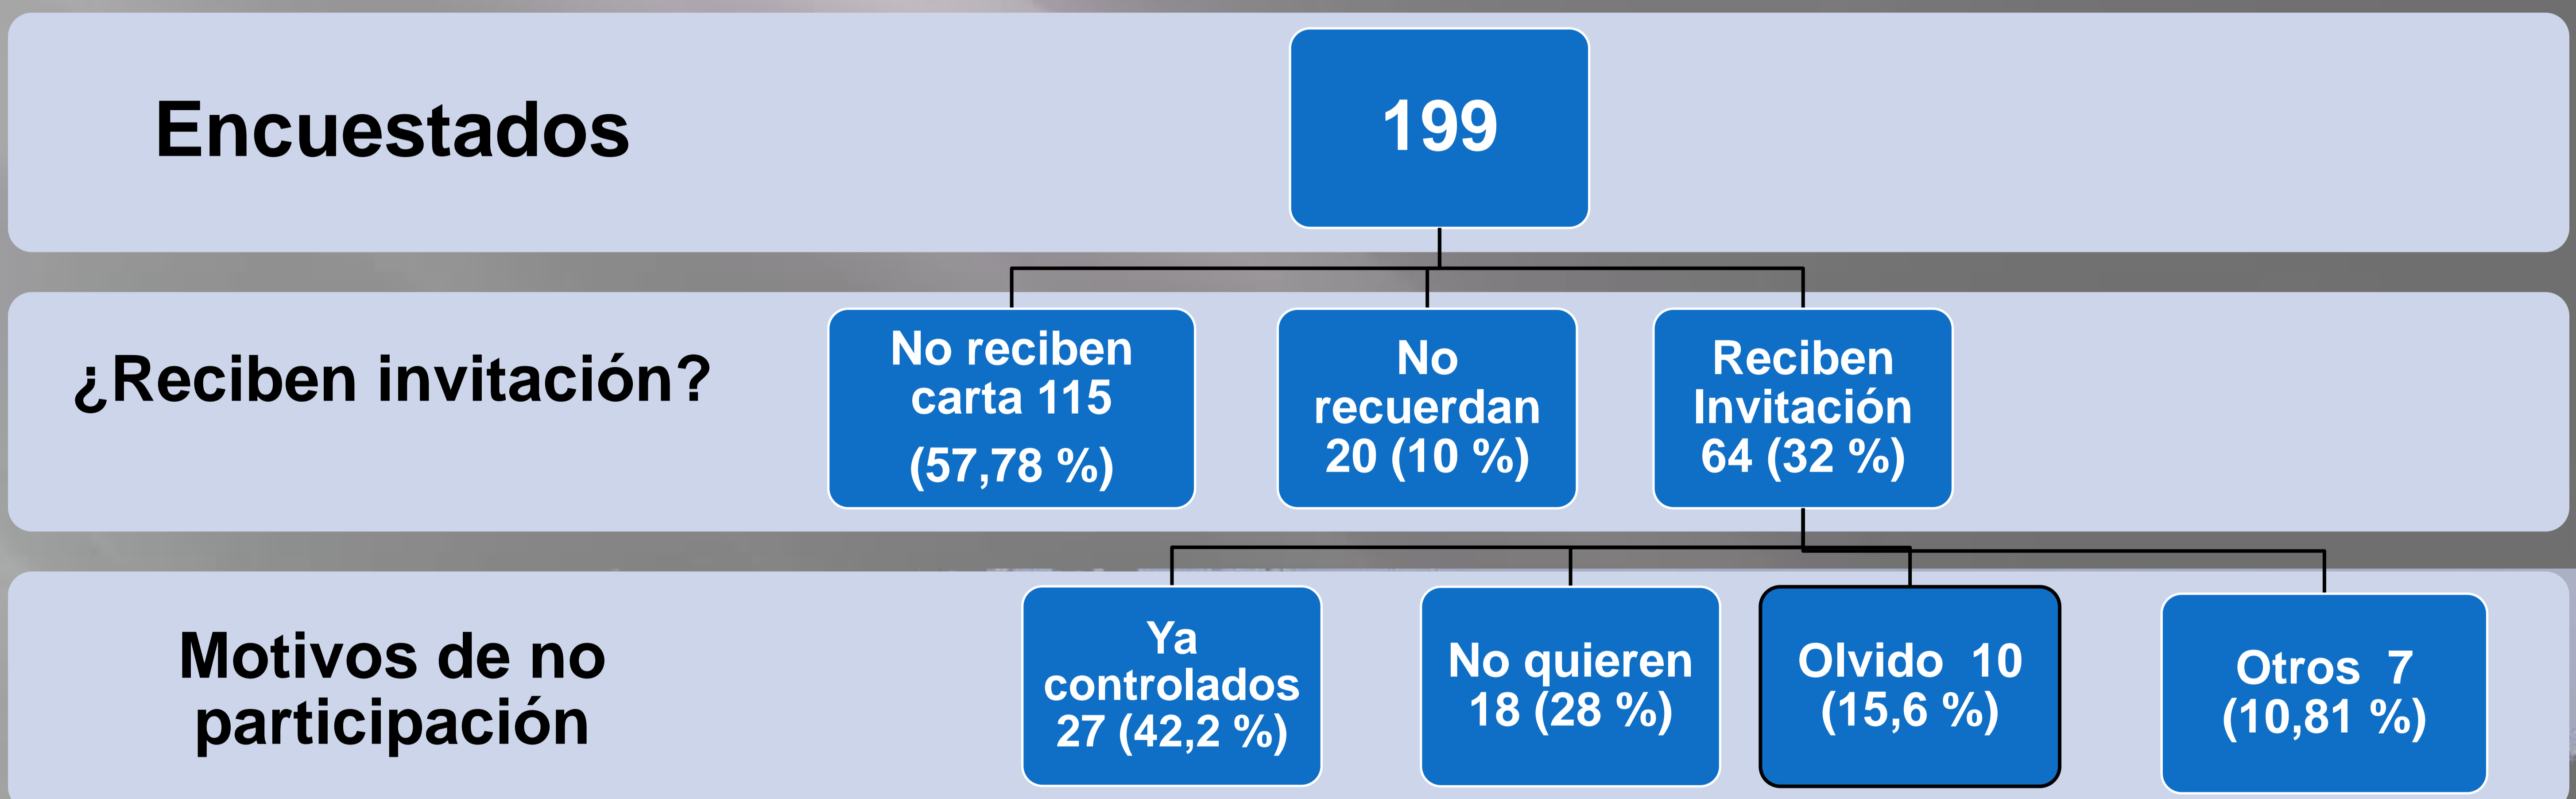 Encuestados
199
¿Reciben invitación?
No reciben
carta 115
(57,78 %)
No
recuerdan
20 (10 %)
Reciben
Invitación
64 (32 %)
Motivos de no
participación
Ya
controlados
27 (42,2 %)
No quieren
18 (28 %)
Olvido 10
(15,6 %)
Otros 7
(10,81 %)